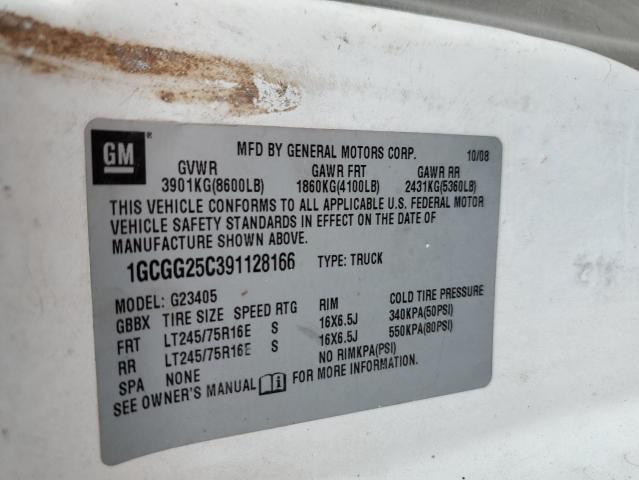 GM ®
MFD BY GENERAL MOTORS CORP. 10/08
GVWR GAWR FRT GAWR RR
3901KG(8600LB) 1860KG(4100LB) 2431KG(5360LB)
THIS VEHICLE CONFORMS TO ALL APPLICABLE U.S. FEDERAL MOTOR
VEHICLE SAFETY STANDARDS IN EFFECT ON THE DATE OF
MANUFACTURE SHOWN ABOVE.
1GCGG25C391128166 TYPE: TRUCK
MODEL: G23405
GBBX TIRE SIZE SPEED RTG RIM COLD TIRE PRESSURE
FRT LT245/75R16E S 16X6.5J 340KPA(50PSI)
RR LT245/75R16E S 16X6.5J 550KPA(80PSI)
SPA NONE NO RIMKPA(PSI)
SEE OWNER'S MANUAL i FOR MORE INFORMATION.